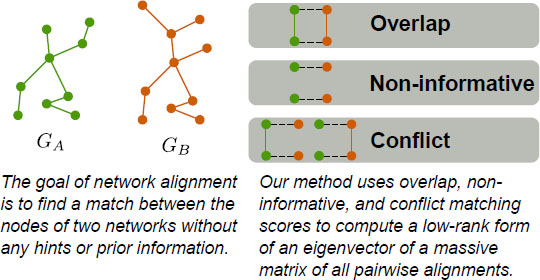 G_A
G_B
Overlap
Non-informative
Conflict
The goal of network alignment
is to find a match between the
nodes of two networks without
any hints or prior information.
Our method uses overlap, non-
informative, and conflict matching
scores to compute a low-rank form
of an eigenvector of a massive
matrix of all pairwise alignments.